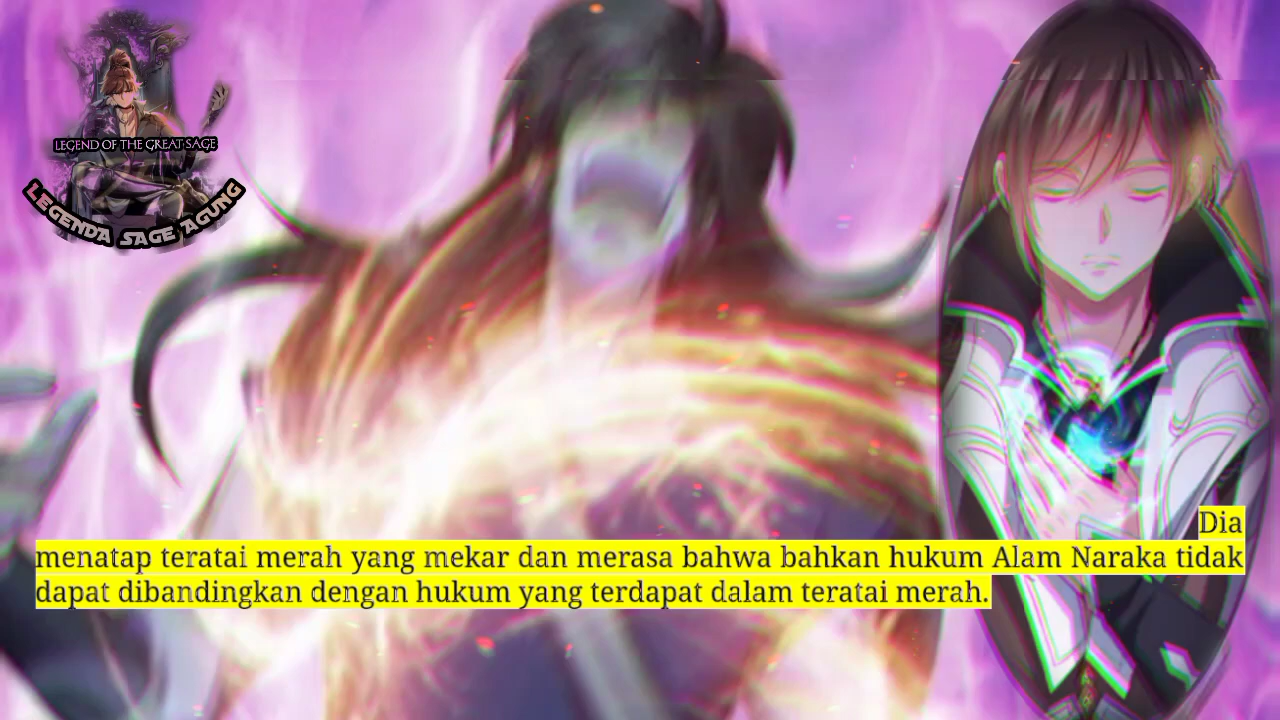 LEGEND OF THE GREAT SAGE
LEGENDA SAGE AGUNG
Dia
menatap teratai merah yang mekar dan merasa bahwa bahkan hukum Alam Naraka tidak
dapat dibandingkan dengan hukum yang terdapat dalam teratai merah.